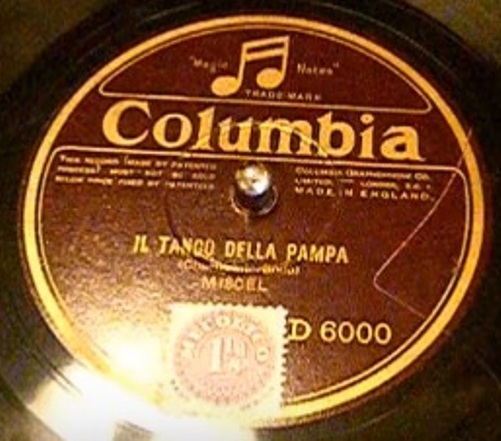 "Magic Notes"
TRADE MARK
Columbia
THIS RECORD (MADE BY PATENTED
PROCESS) MUST NOT BE SOLD
BELOW PRICE FIXED BY PATENTEES
COLUMBIA GRAPHOPHONE CO.
LIMITED, LONDON, E.C.1.
MADE IN ENGLAND.
IL TANGO DELLA PAMPA
MISCEL
D 6000